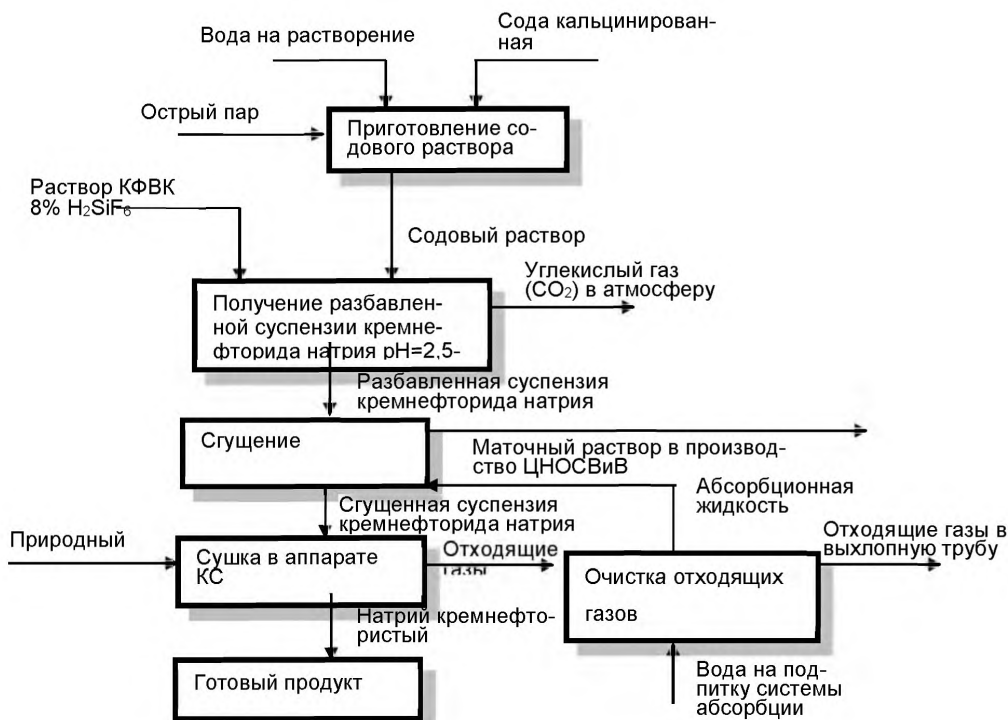 Вода на растворение
Сода кальцинирован-
ная
Острый пар
Приготовление со-
дового раствора
Раствор КФВК
8% H₂SiF₆
Содовый раствор
Углекислый газ
(CO₂) в атмосферу
Получение разбавлен-
ной суспензии кремне-
фторида натрия pH=2,5-
Разбавленная суспензия
кремнефторида натрия
Сгущение
Маточный раствор в производ-
ство ЦНОСВиВ
Абсорбционная
жидкость
Сгущенная суспензия
кремнефторида натрия
Природный
Сушка в аппарате
КС
Отходящие
газы
Отходящие газы в
выхлопную трубу
Очистка отходящих
газов
Натрий кремнефто-
ристый
Готовый продукт
Вода на под-
питку системы
абсорбции